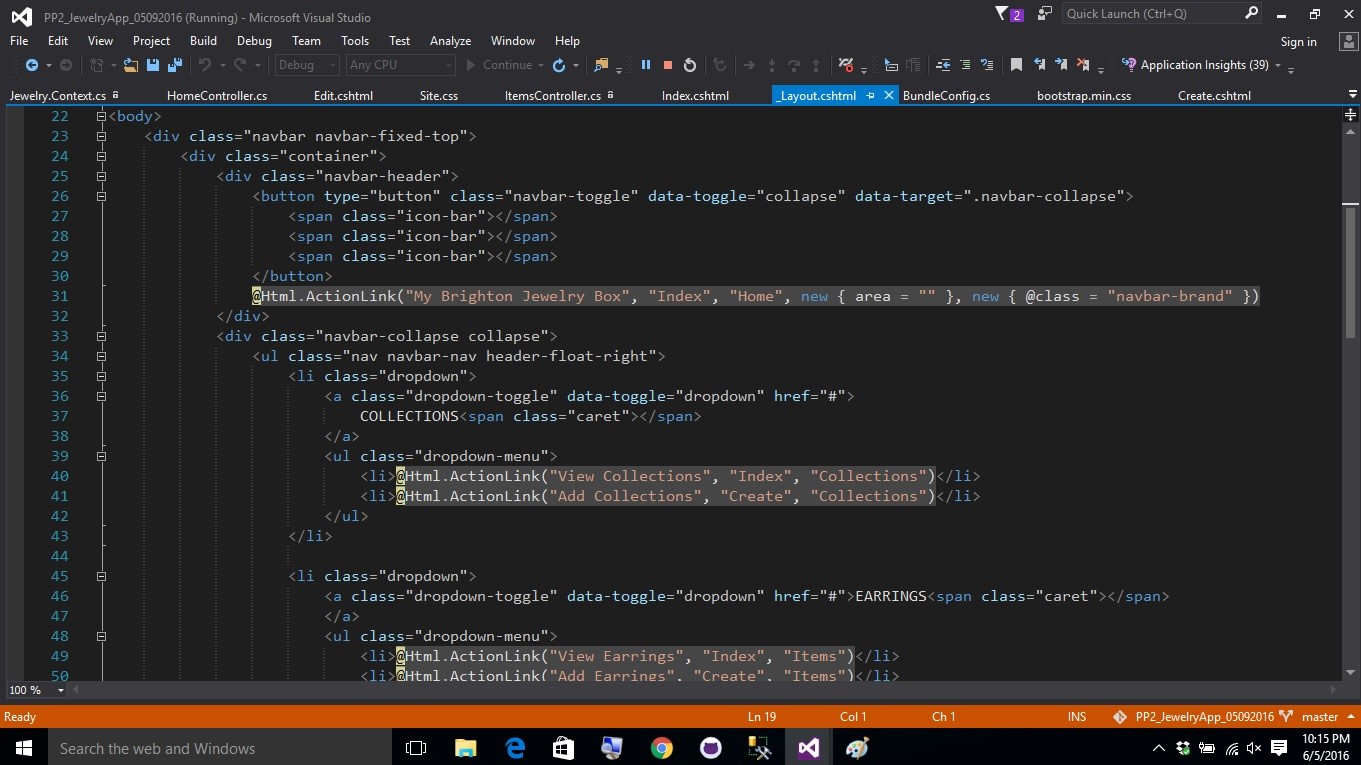 PP2_JewelryApp_05092016 (Running) - Microsoft Visual Studio
2
Quick Launch (Ctrl+Q)
File Edit View Project Build Debug Team Tools Test Analyze Window Help
Sign in
Debug Any CPU Continue Application Insights (39)
Jewelry.Context.cs HomeController.cs Edit.cshtml Site.css ItemsController.cs Index.cshtml _Layout.cshtml BundleConfig.cs bootstrap.min.css Create.cshtml
22 <body>
23 <div class="navbar navbar-fixed-top">
24 <div class="container">
25 <div class="navbar-header">
26 <button type="button" class="navbar-toggle" data-toggle="collapse" data-target=".navbar-collapse">
27 <span class="icon-bar"></span>
28 <span class="icon-bar"></span>
29 <span class="icon-bar"></span>
30 </button>
31 @Html.ActionLink("My Brighton Jewelry Box", "Index", "Home", new { area = "" }, new { @class = "navbar-brand" })
32 </div>
33 <div class="navbar-collapse collapse">
34 <ul class="nav navbar-nav header-float-right">
35 <li class="dropdown">
36 <a class="dropdown-toggle" data-toggle="dropdown" href="#">
37 COLLECTIONS<span class="caret"></span>
38 </a>
39 <ul class="dropdown-menu">
40 <li>@Html.ActionLink("View Collections", "Index", "Collections")</li>
41 <li>@Html.ActionLink("Add Collections", "Create", "Collections")</li>
42 </ul>
43 </li>
44
45 <li class="dropdown">
46 <a class="dropdown-toggle" data-toggle="dropdown" href="#">EARRINGS<span class="caret"></span>
47 </a>
48 <ul class="dropdown-menu">
49 <li>@Html.ActionLink("View Earrings", "Index", "Items")</li>
50 <li>@Html.ActionLink("Add Earrings", "Create", "Items")</li>
100 %
Ready Ln 19 Col 1 Ch 1 INS PP2_JewelryApp_05092016 master
Search the web and Windows
10:15 PM
6/5/2016